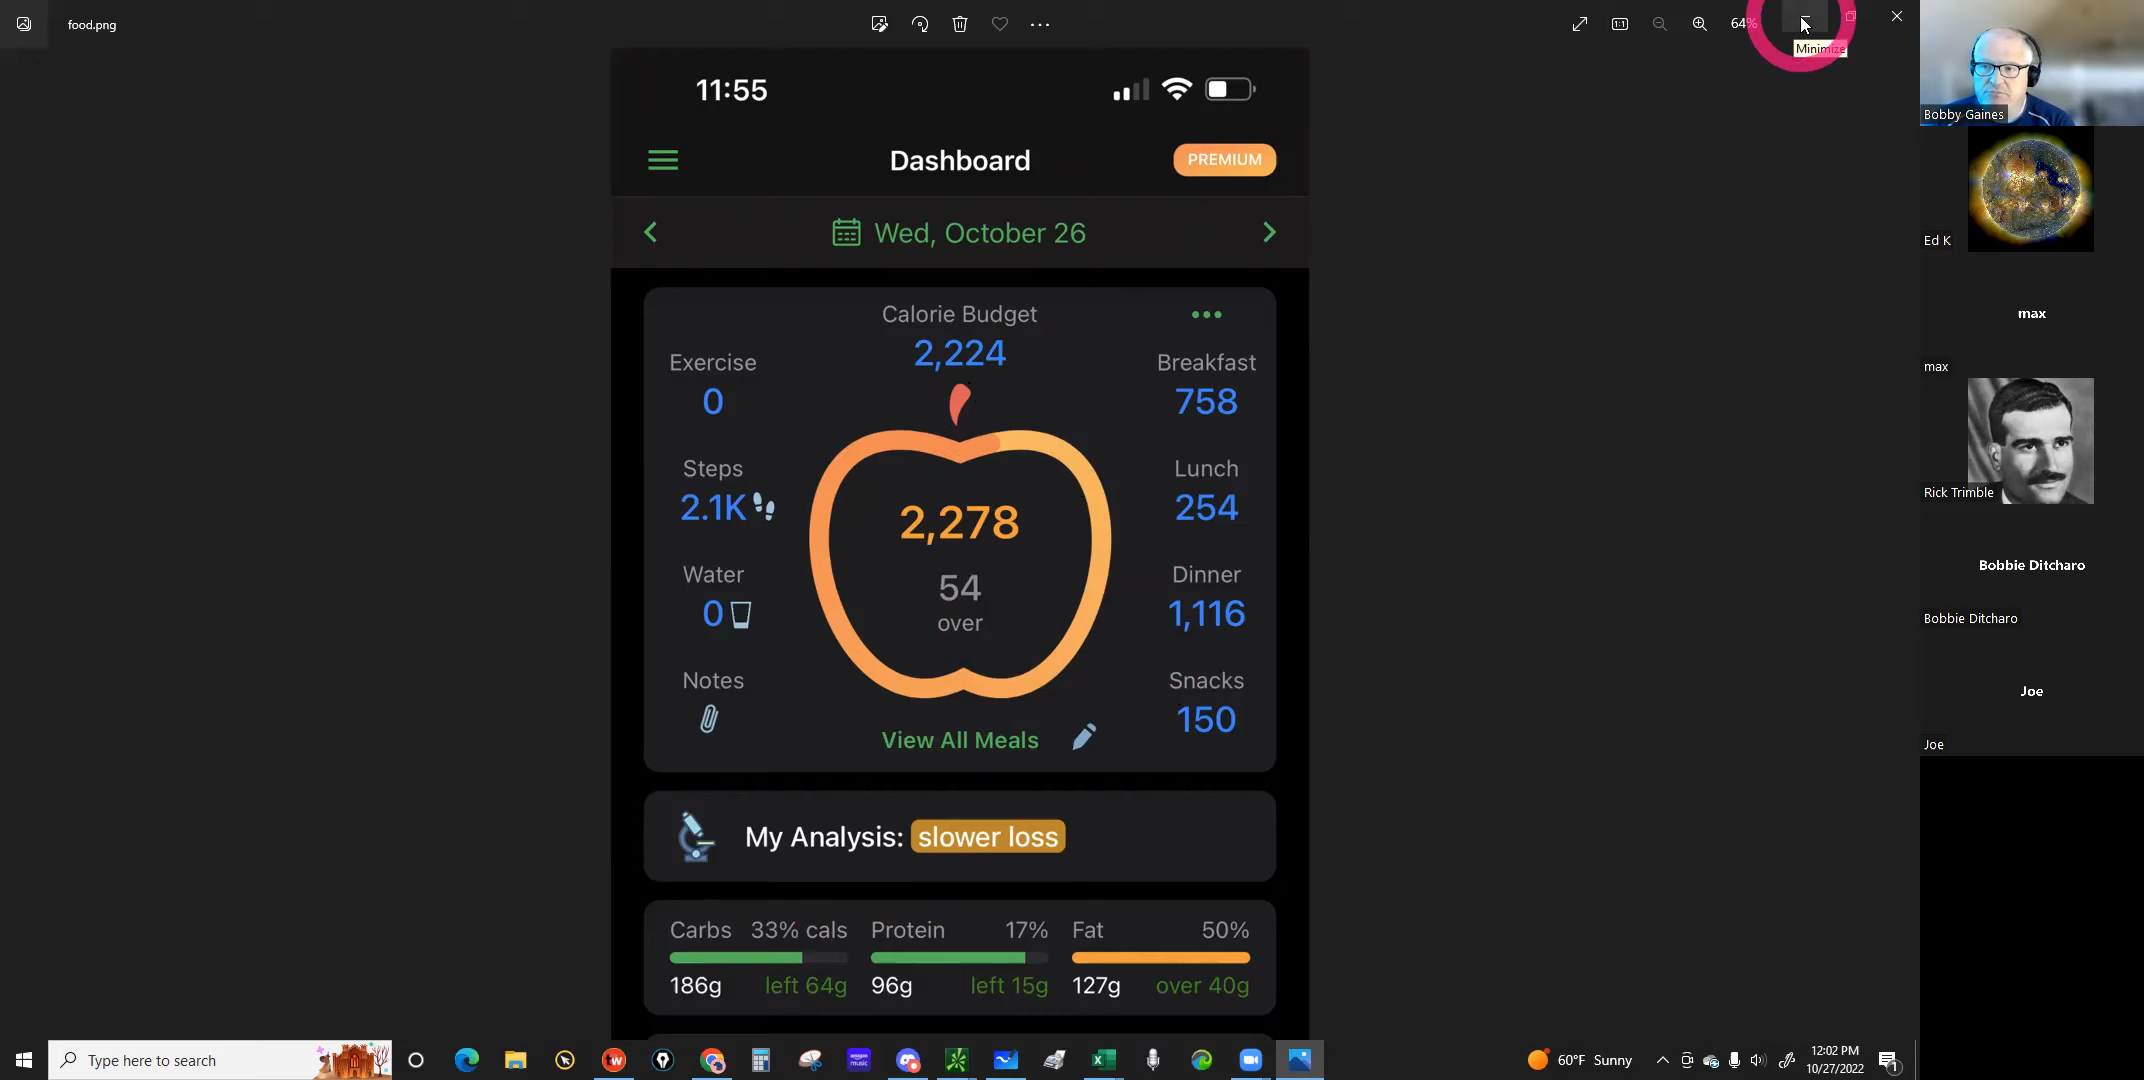 food.png
64%
Minimize
11:55
Dashboard
PREMIUM
Wed, October 26
Calorie Budget
2,224
Exercise
0
Breakfast
758
Steps
2.1K
Lunch
254
2,278
54
over
Water
0
Dinner
1,116
Notes
Snacks
150
View All Meals
My Analysis: slower loss
Carbs 33% cals Protein 17% Fat 50%
186g left 64g 96g left 15g 127g over 40g
Bobby Gaines
Ed K
max
max
Rick Trimble
Bobbie Ditcharo
Bobbie Ditcharo
Joe
Joe
Type here to search
60°F Sunny
12:02 PM
10/27/2022
1